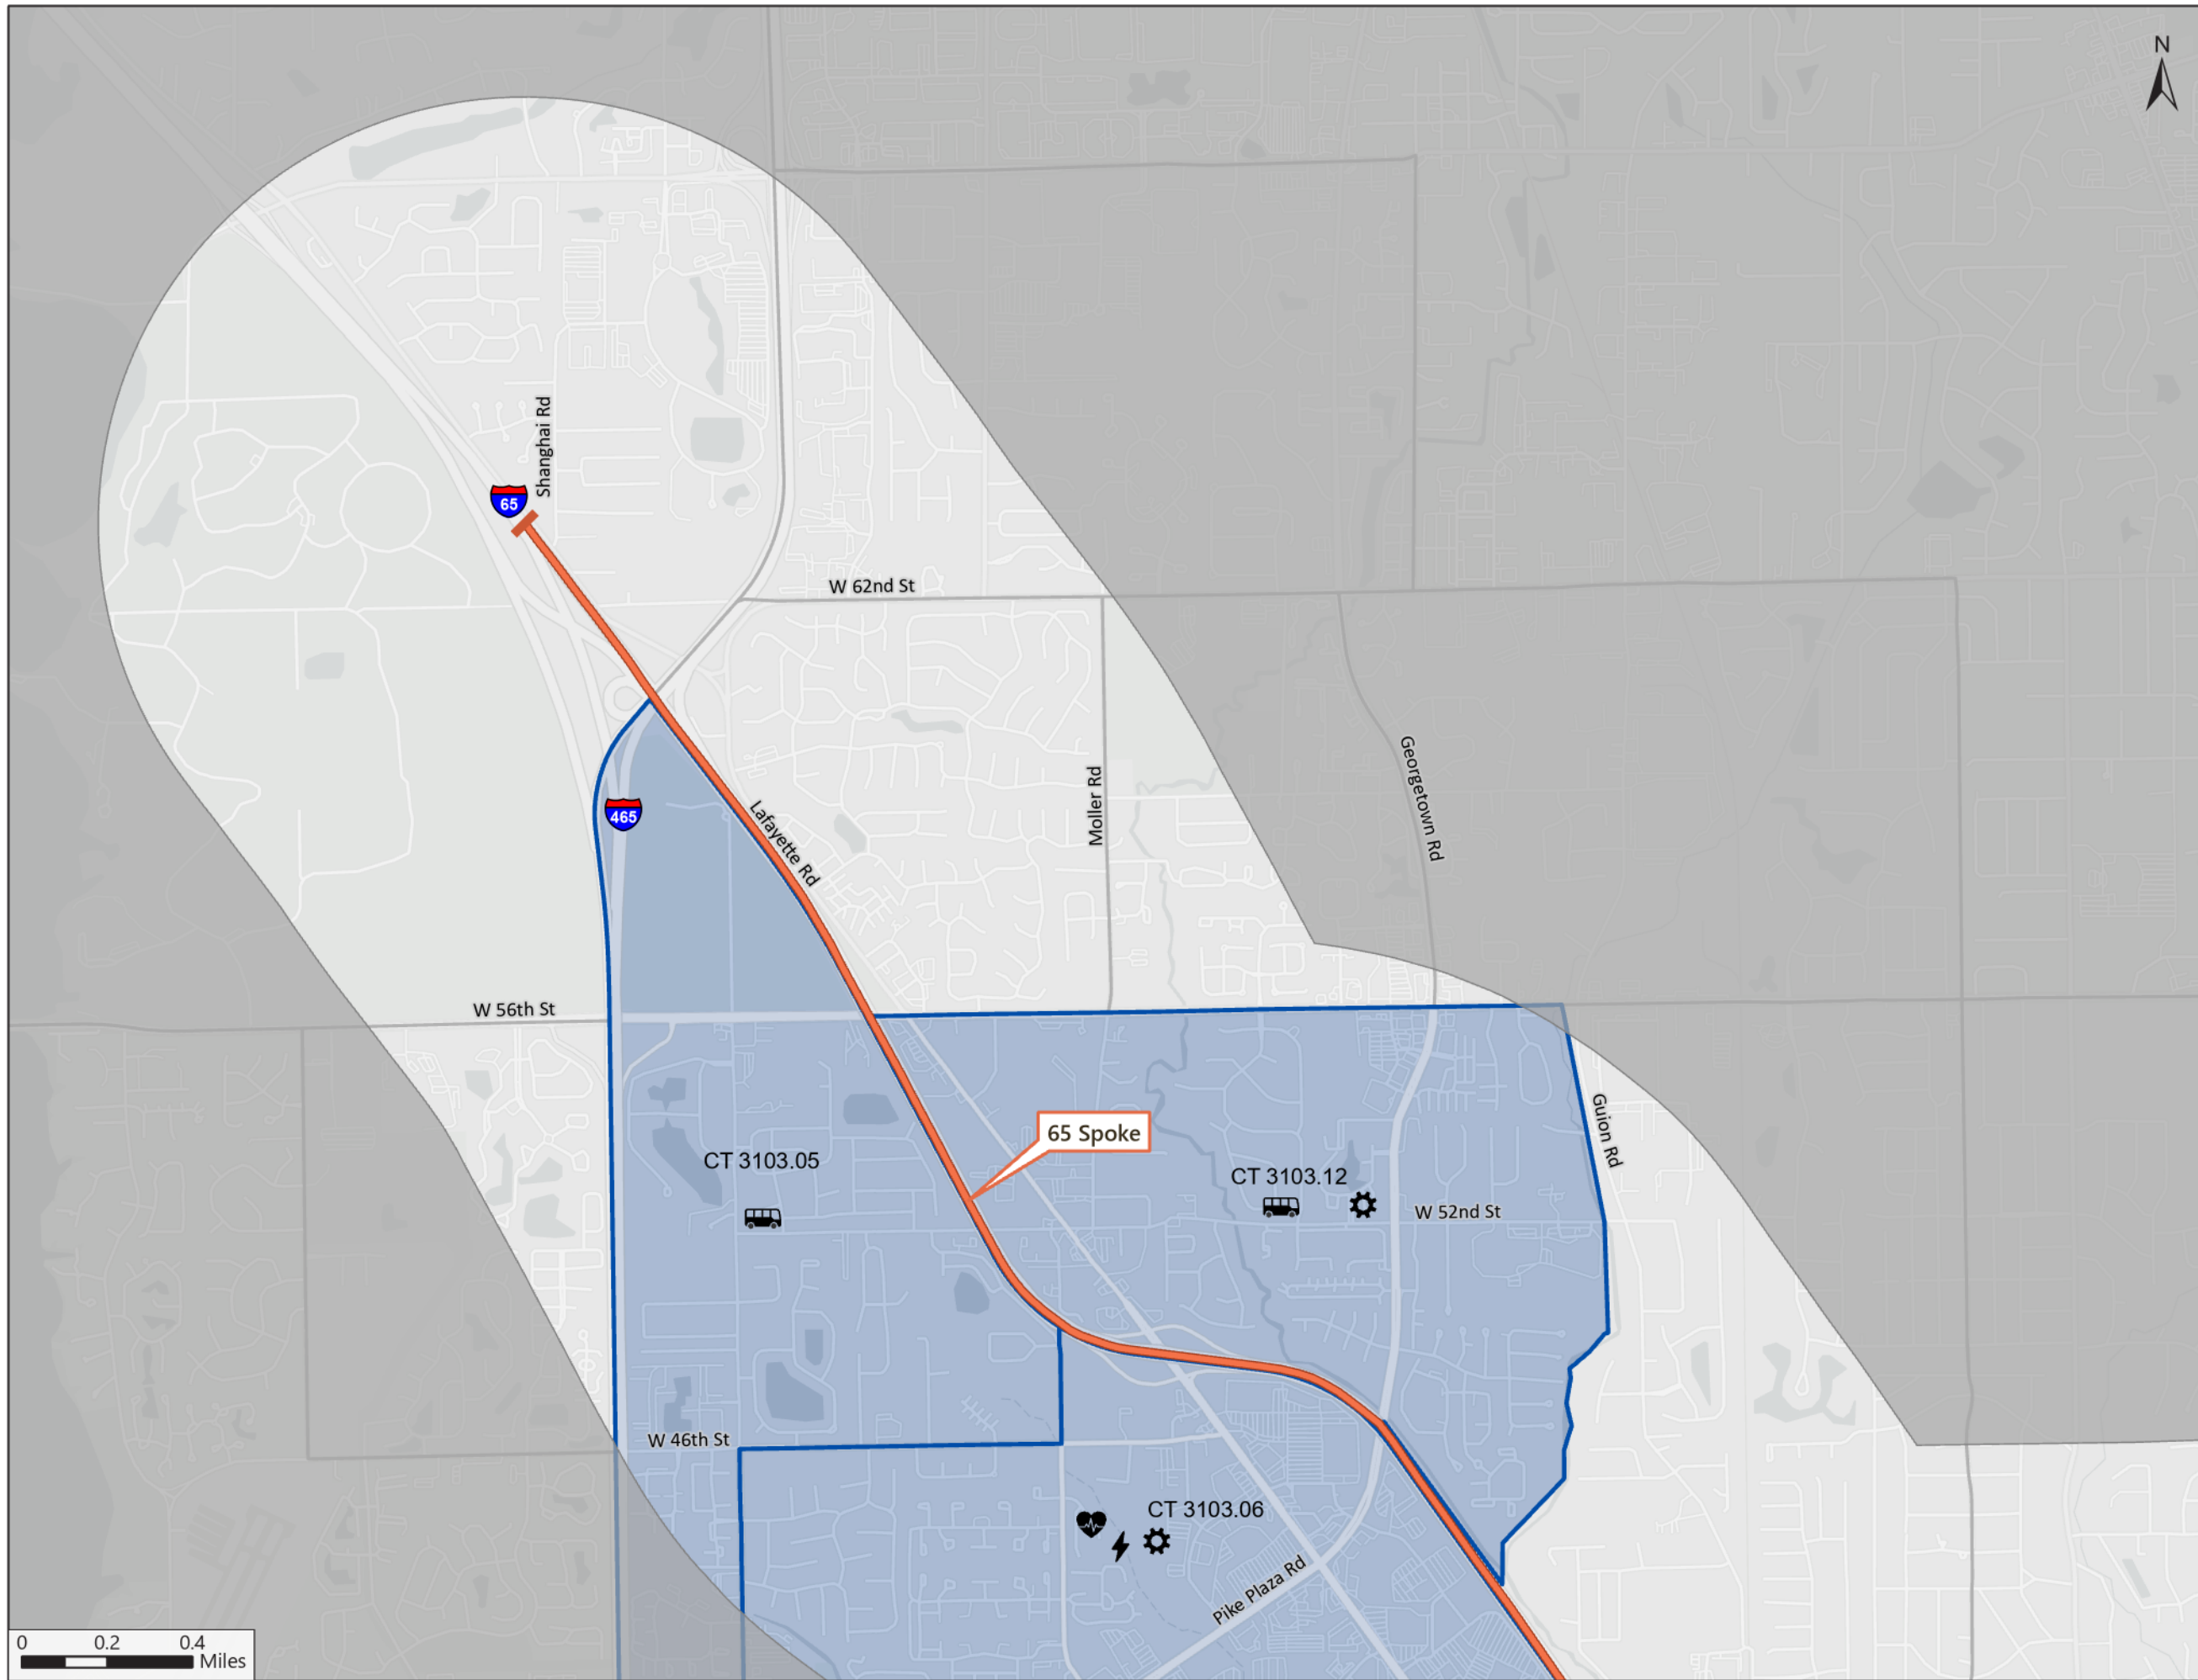 N
Shanghai Rd
65
W 62nd St
Georgetown Rd
Moller Rd
Lafayette Rd
465
W 56th St
Guion Rd
65 Spoke
CT 3103.05
CT 3103.12
W 52nd St
W 46th St
CT 3103.06
Pike Plaza Rd
0 0.2 0.4
Miles